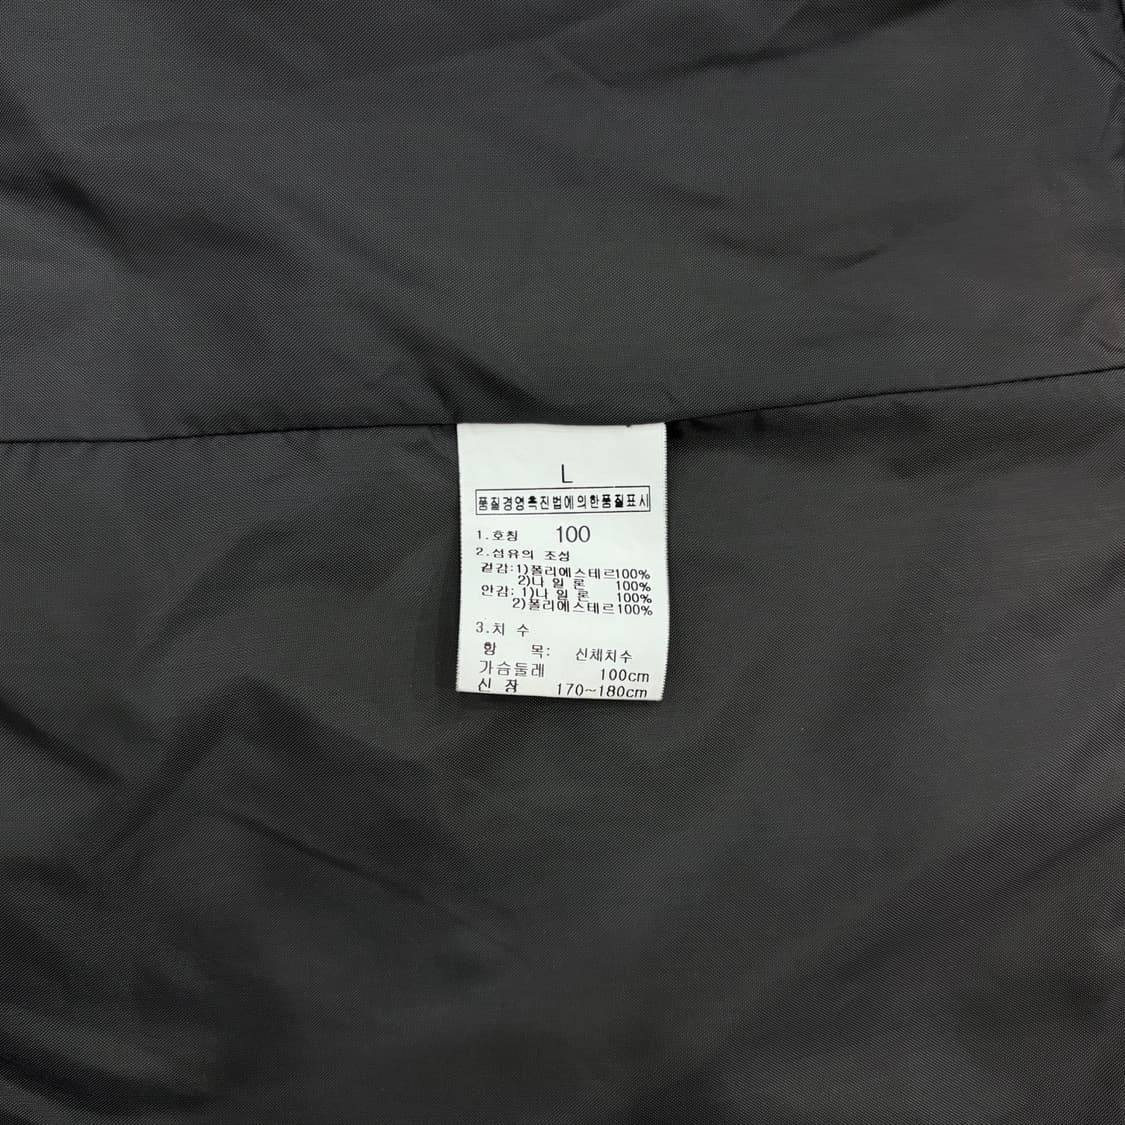 L
품질경영촉진법에의한품질표시
1.호칭 100
2.섬유의 조성
겉감:1)폴리에스테르100%
2)나 일 론 100%
안감:1)나 일 론 100%
2)폴리에스테르100%
3.치 수
항 목: 신체치수
가슴둘레 100cm
신 장 170~180cm